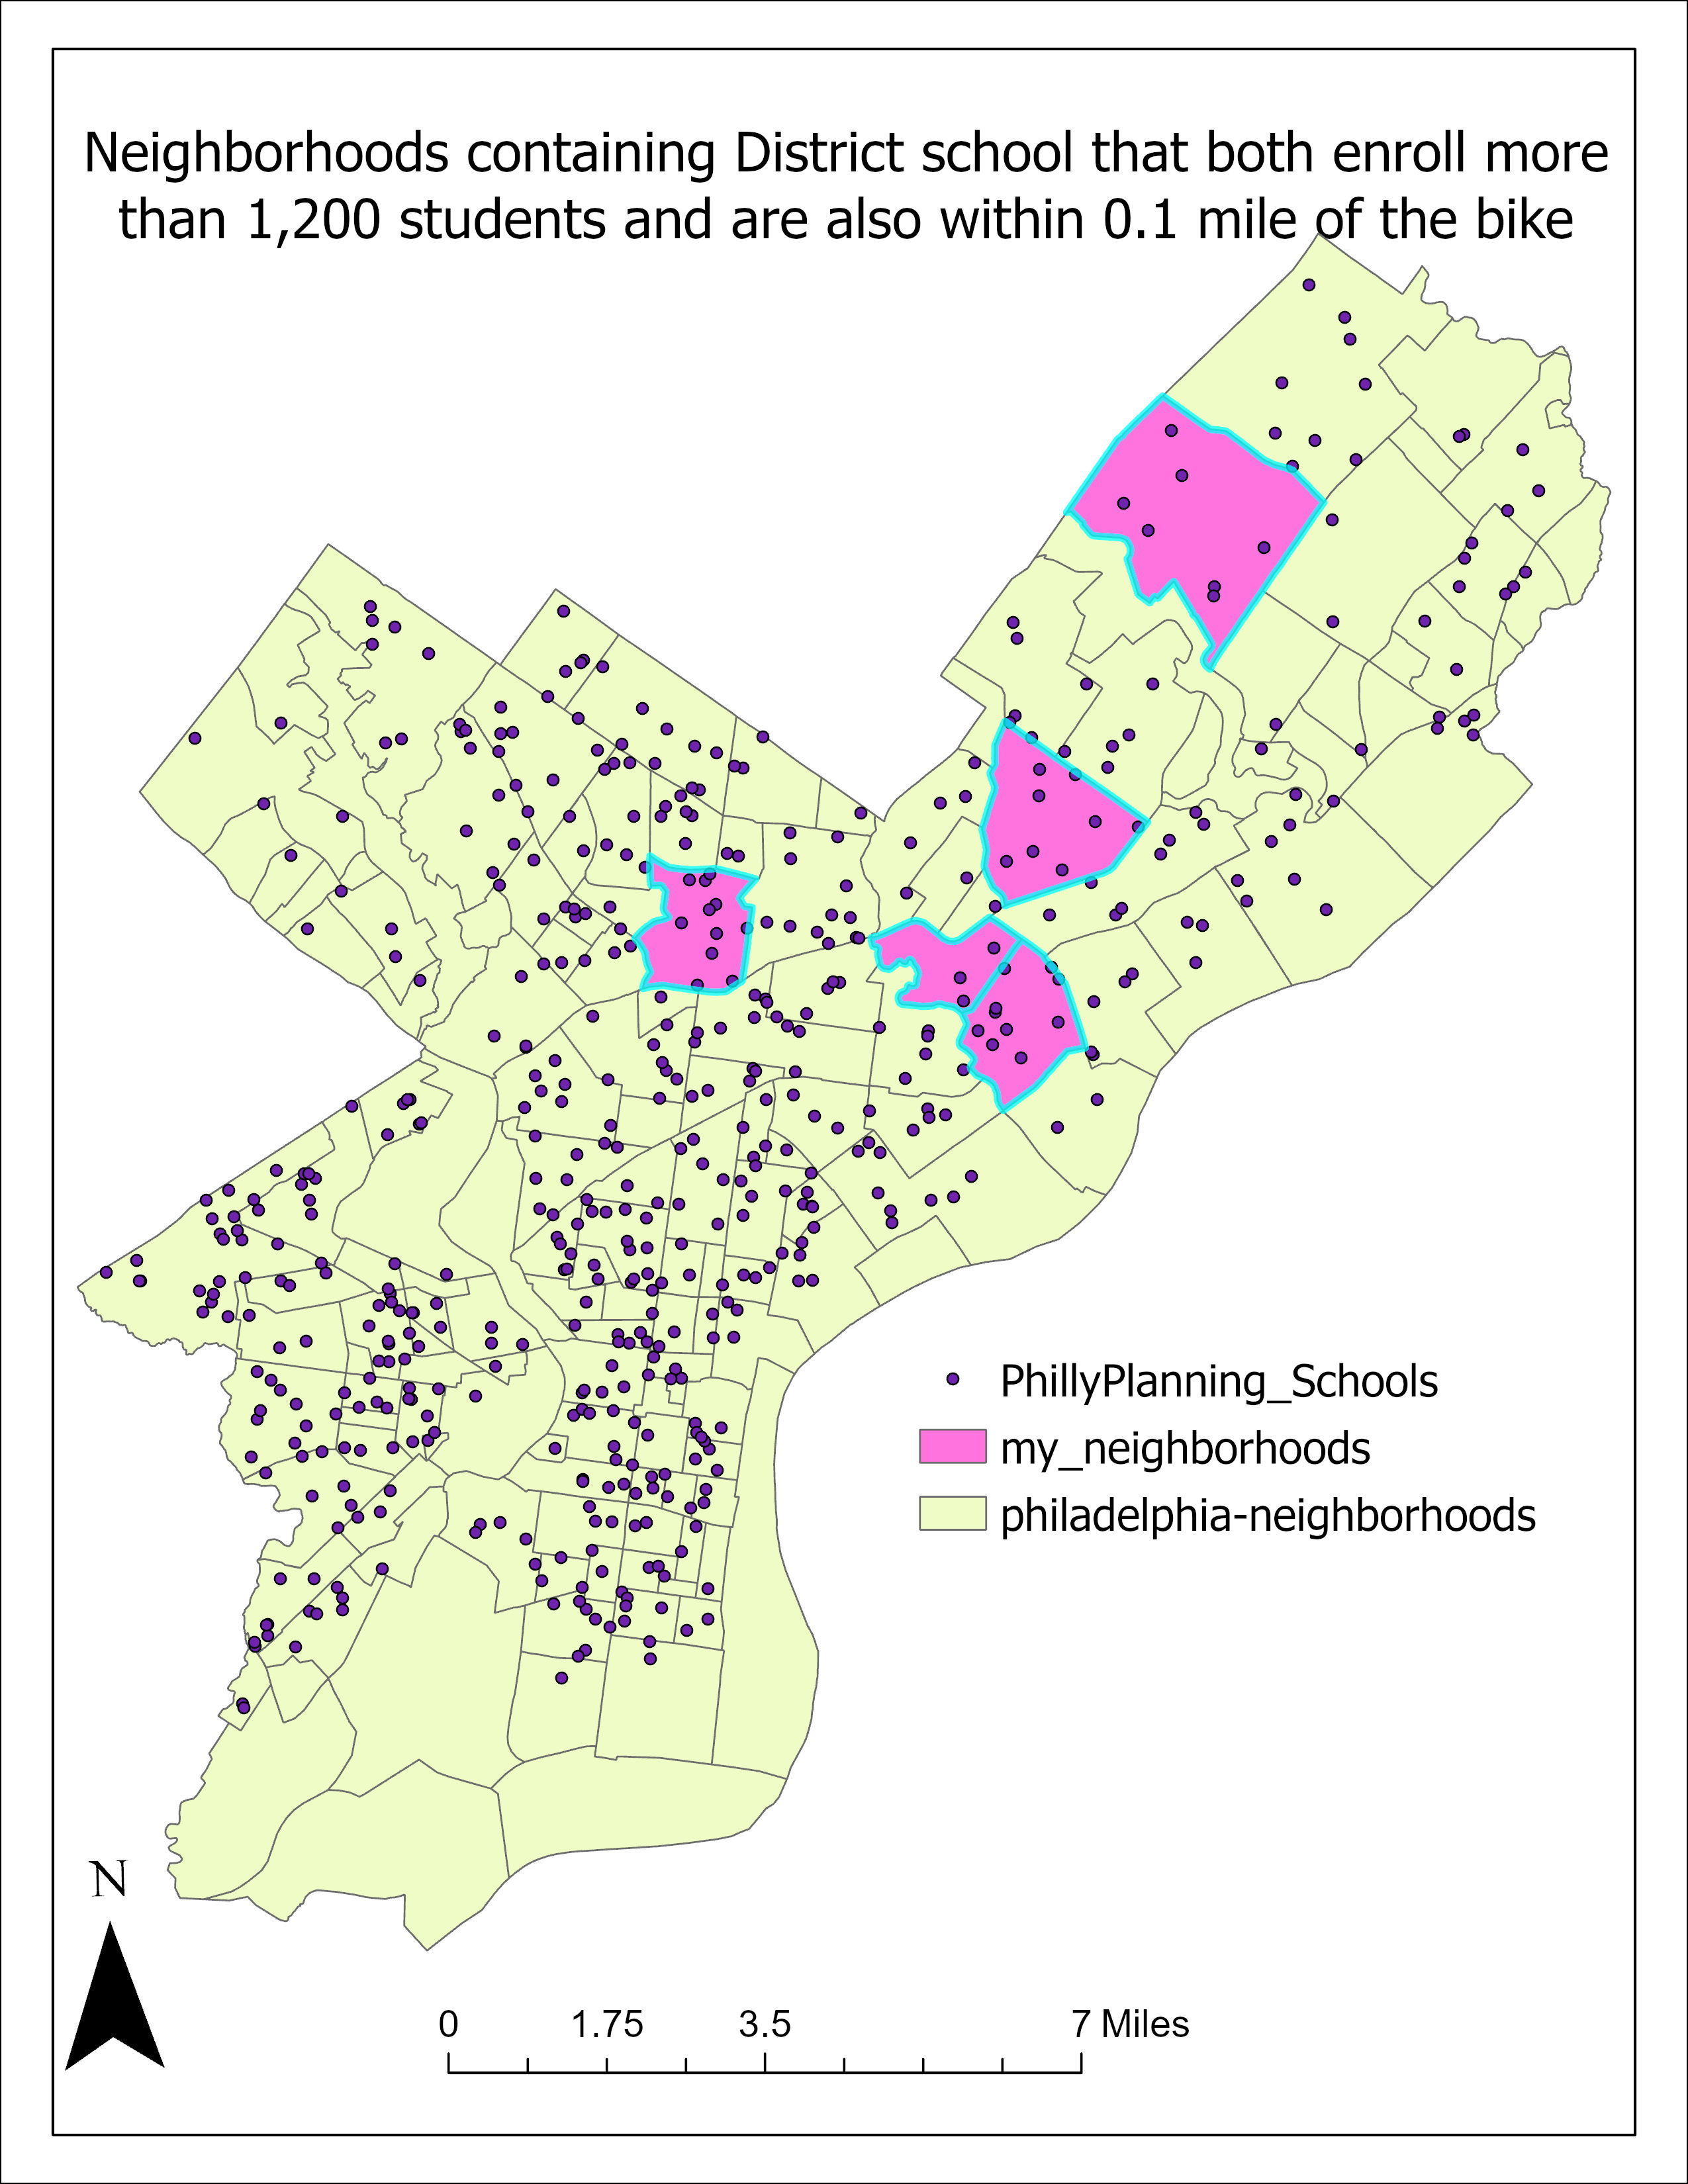 Neighborhoods containing District school that both enroll more
than 1,200 students and are also within 0.1 mile of the bike
PhillyPlanning_Schools
my_neighborhoods
philadelphia-neighborhoods
N
0 1.75 3.5 7 Miles